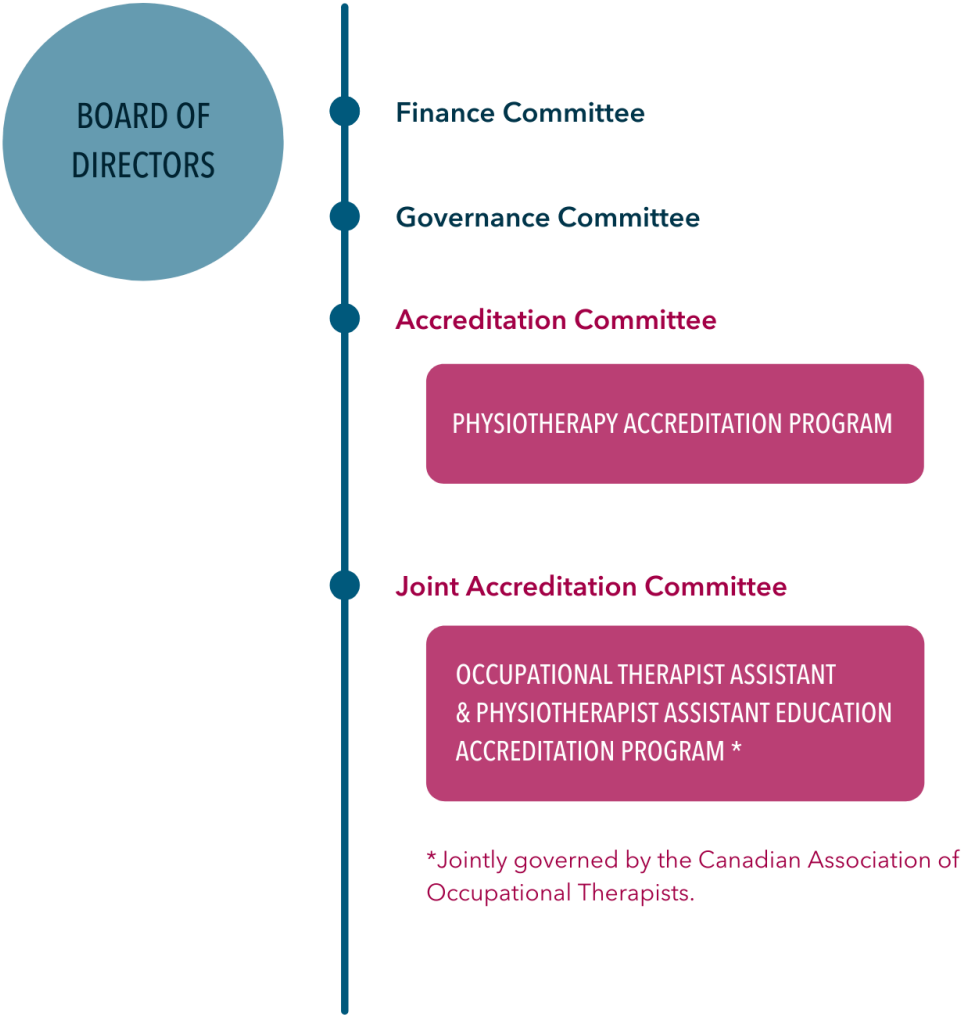 BOARD OF
DIRECTORS
Finance Committee
Governance Committee
Accreditation Committee
PHYSIOTHERAPY ACCREDITATION PROGRAM
Joint Accreditation Committee
OCCUPATIONAL THERAPIST ASSISTANT
& PHYSIOTHERAPIST ASSISTANT EDUCATION
ACCREDITATION PROGRAM *
*Jointly governed by the Canadian Association of
Occupational Therapists.